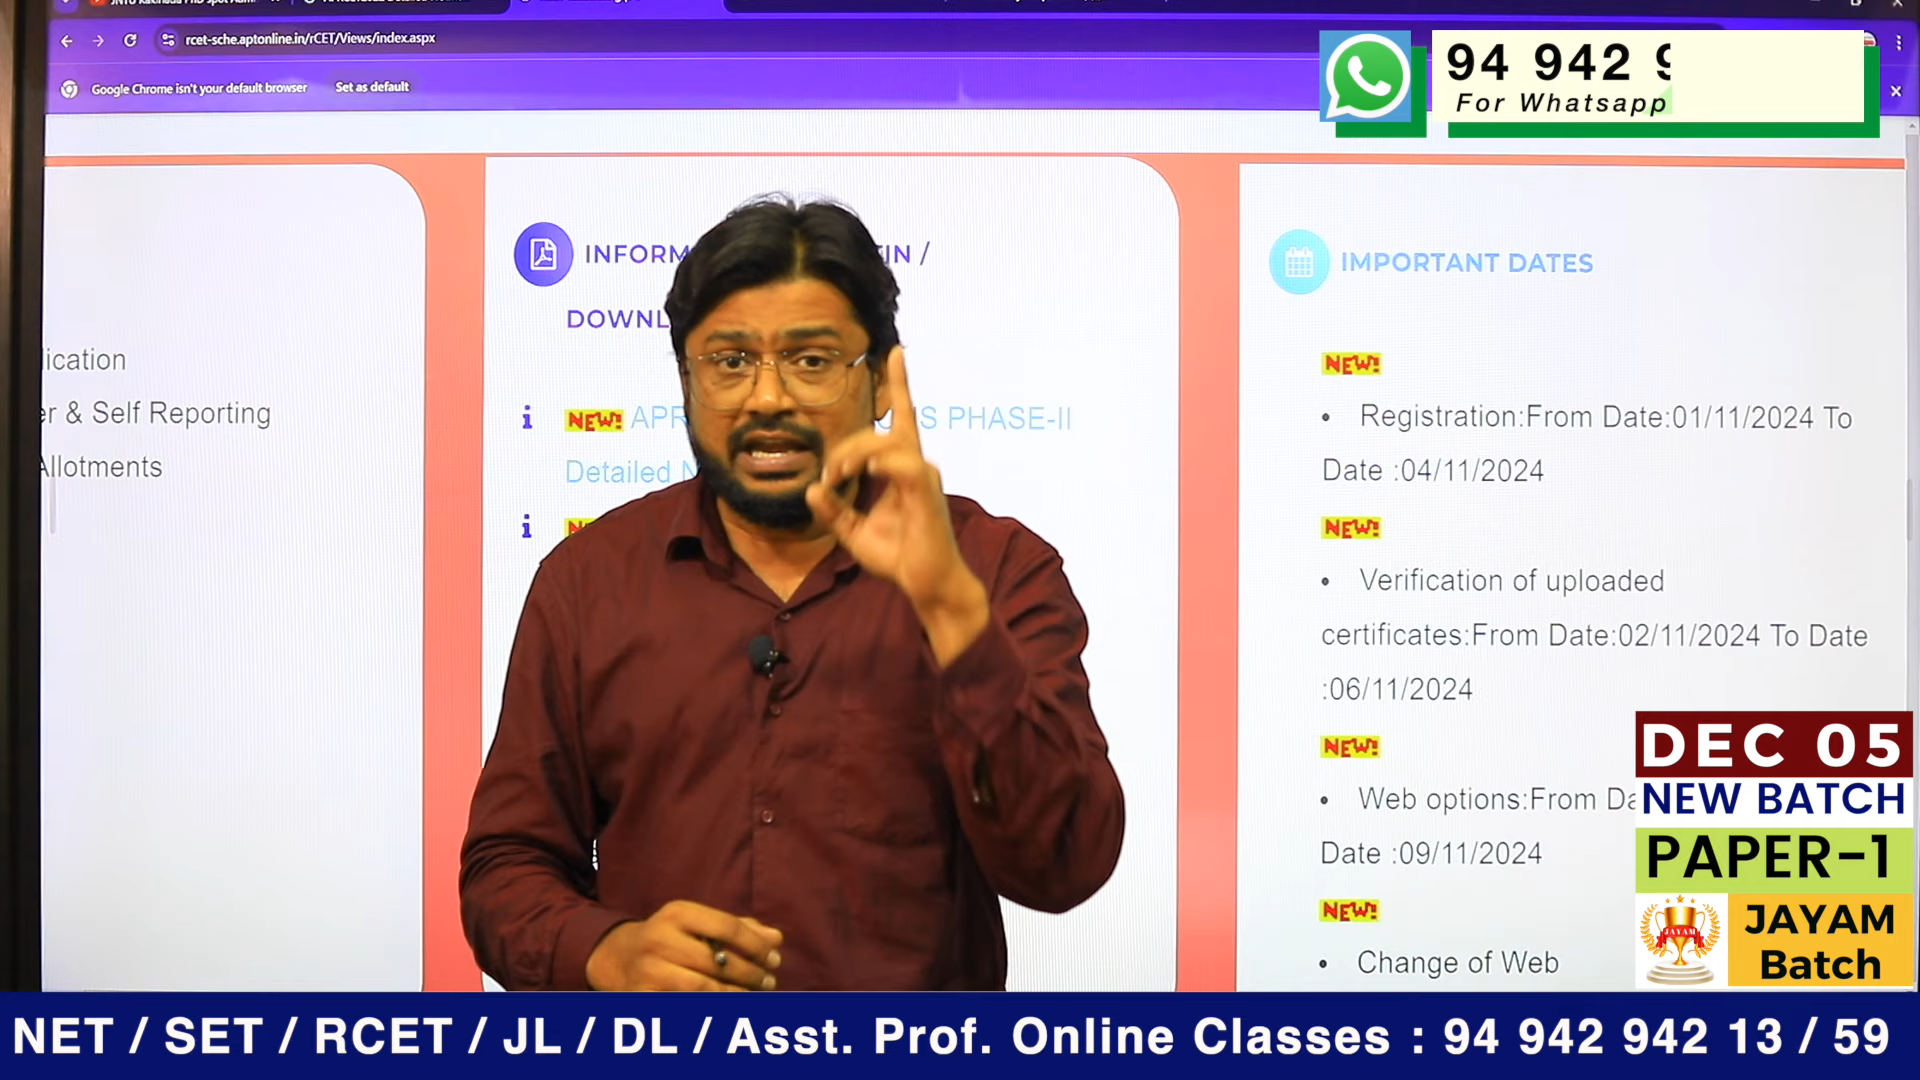 rcet-sche.aptonline.in/rCET/Views/index.aspx
Google Chrome isn't your default browser
Set as default
94 942
For Whatsapp
INFORM
IN /
DOWNL
lication
er & Self Reporting
Allotments
i NEW! APR
S PHASE-II
Detailed N
i
IMPORTANT DATES
NEW!
• Registration:From Date:01/11/2024 To
Date :04/11/2024
NEW!
• Verification of uploaded
certificates:From Date:02/11/2024 To Date
:06/11/2024
NEW!
• Web options:From Da
Date :09/11/2024
NEW!
• Change of Web
DEC 05
NEW BATCH
PAPER-1
JAYAM
JAYAM
Batch
NET / SET / RCET / JL / DL / Asst. Prof. Online Classes : 94 942 942 13 / 59